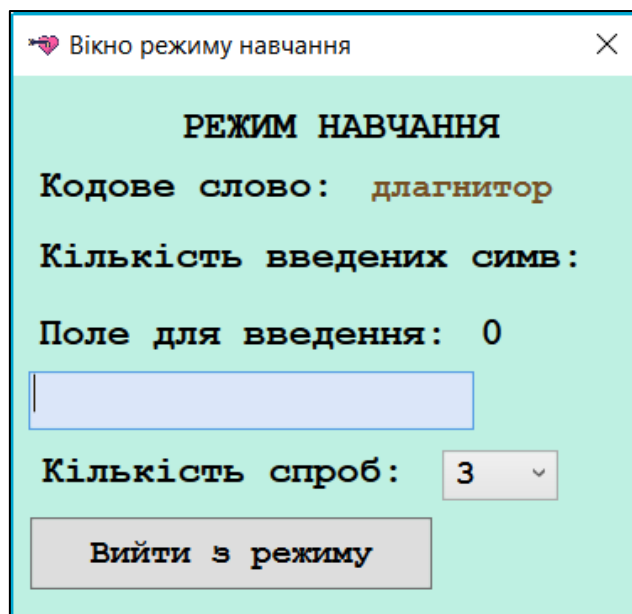 Вікно режиму навчання
РЕЖИМ НАВЧАННЯ
Кодове слово: длагнитор
Кількість введених симв:
Поле для введення: 0
Кількість спроб: 3
Вийти з режиму